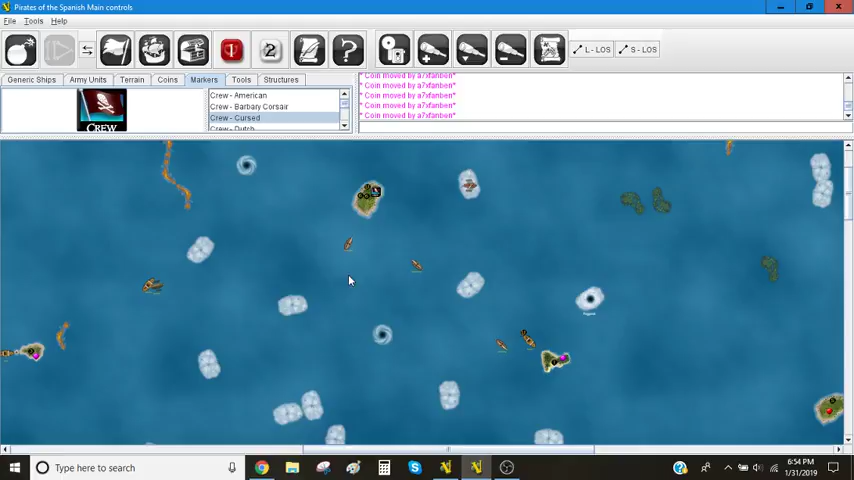 Pirates of the Spanish Main controls
File Tools Help
L - LOS S - LOS
Generic Ships Army Units Terrain Coins Markers Tools Structures
CREW
Crew - American
Crew - Barbary Corsair
Crew - Cursed
Crew - Dutch
* Coin moved by a7xfanben*
* Coin moved by a7xfanben*
* Coin moved by a7xfanben*
* Coin moved by a7xfanben*
* Coin moved by a7xfanben*
Type here to search
6:54 PM
1/31/2019